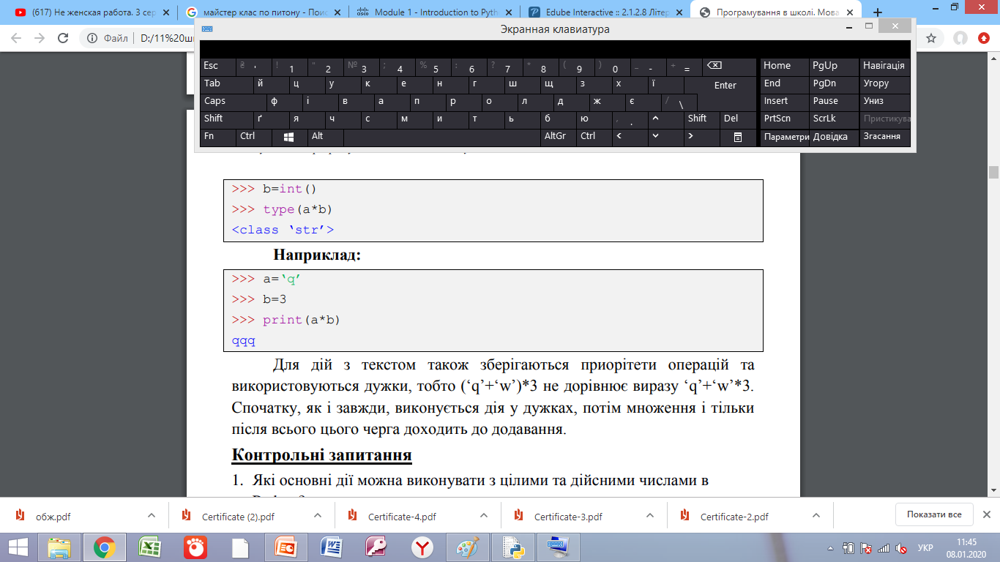 (617) Не женская работа. 3 сер
майстер клас по питону - Пои
Module 1 - Introduction to Pyth
Edube Interactive :: 2.1.2.8 Літер
Програмування в школі. Мова
Файл
D:/11%20ши
Экранная клавиатура
Esc ₴ ' ! 1 " 2 № 3 ; 4 % 5 : 6 ? 7 * 8 ( 9 ) 0 _ - + = Home PgUp Навігація
Tab й ц у к е н г ш щ з х ї Enter End PgDn Угору
Caps ф і в а п р о л д ж є / \ Insert Pause Униз
Shift ґ я ч с м и т ь б ю , . Shift Del PrtScn ScrLk Пристикува
Fn Ctrl Alt AltGr Ctrl Параметри Довідка Згасання
>>> b=int()
>>> type(a*b)
<class ‘str’>
Наприклад:
>>> a=‘q’
>>> b=3
>>> print(a*b)
qqq
Для дій з текстом також зберігаються приорітети операцій та
використовуються дужки, тобто (‘q’+‘w’)*3 не дорівнює виразу ‘q’+‘w’*3.
Спочатку, як і завжди, виконується дія у дужках, потім множення і тільки
після всього цього черга доходить до додавання.
Контрольні запитання
1. Які основні дії можна виконувати з цілими та дійсними числами в
обж.pdf
Certificate (2).pdf
Certificate-4.pdf
Certificate-3.pdf
Certificate-2.pdf
Показати все
УКР
11:45
08.01.2020